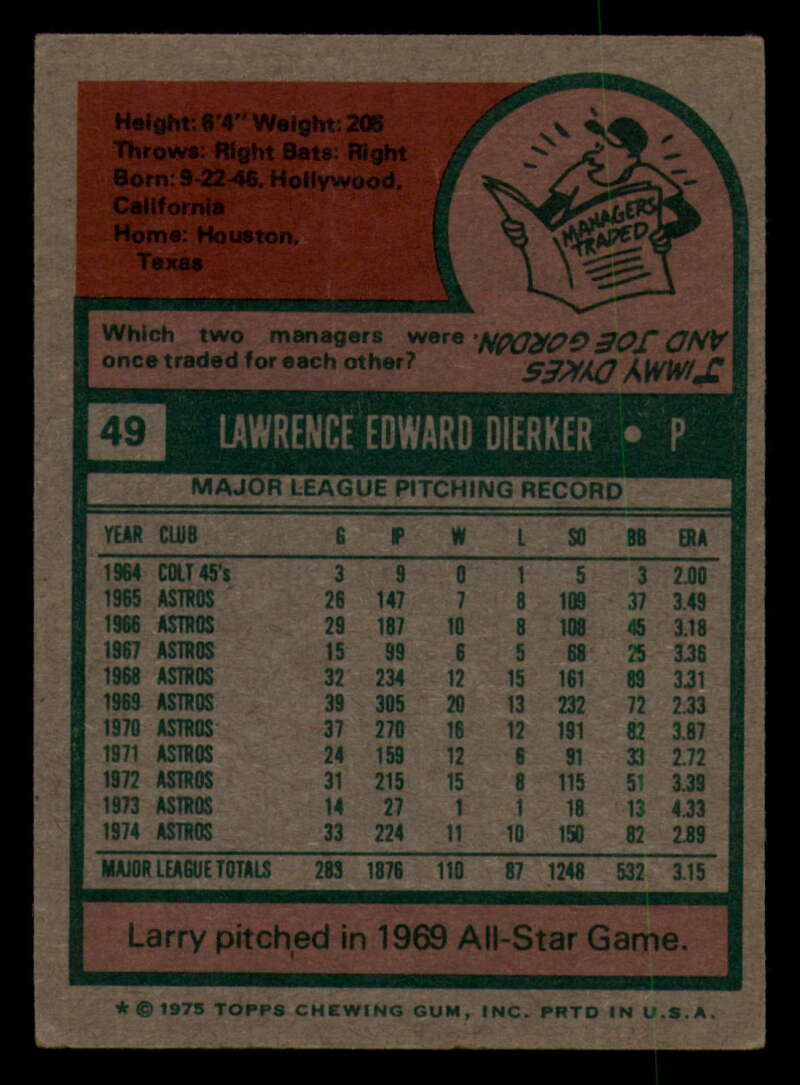 Height: 6'4" Weight: 205
Throws: Right Bats: Right
Born: 9-22-46, Hollywood,
California
Home: Houston,
Texas
MANAGERS
TRADED
Which two managers were
once traded for each other?
JIMMY DYKES
AND JOE GORDON.
49 LAWRENCE EDWARD DIERKER • P
MAJOR LEAGUE PITCHING RECORD
YEAR CLUB G IP W L SO BB ERA
1964 COLT 45's 3 9 0 1 5 3 2.00
1965 ASTROS 26 147 7 8 109 37 3.49
1966 ASTROS 29 187 10 8 108 45 3.18
1967 ASTROS 15 99 6 5 68 25 3.36
1968 ASTROS 32 234 12 15 161 89 3.31
1969 ASTROS 39 305 20 13 232 72 2.33
1970 ASTROS 37 270 16 12 191 82 3.87
1971 ASTROS 24 159 12 6 91 33 2.72
1972 ASTROS 31 215 15 8 115 51 3.39
1973 ASTROS 14 27 1 1 18 13 4.33
1974 ASTROS 33 224 11 10 150 82 2.89
MAJOR LEAGUE TOTALS 283 1876 110 87 1248 532 3.15
Larry pitched in 1969 All-Star Game.
* © 1975 TOPPS CHEWING GUM, INC. PRTD IN U.S.A.